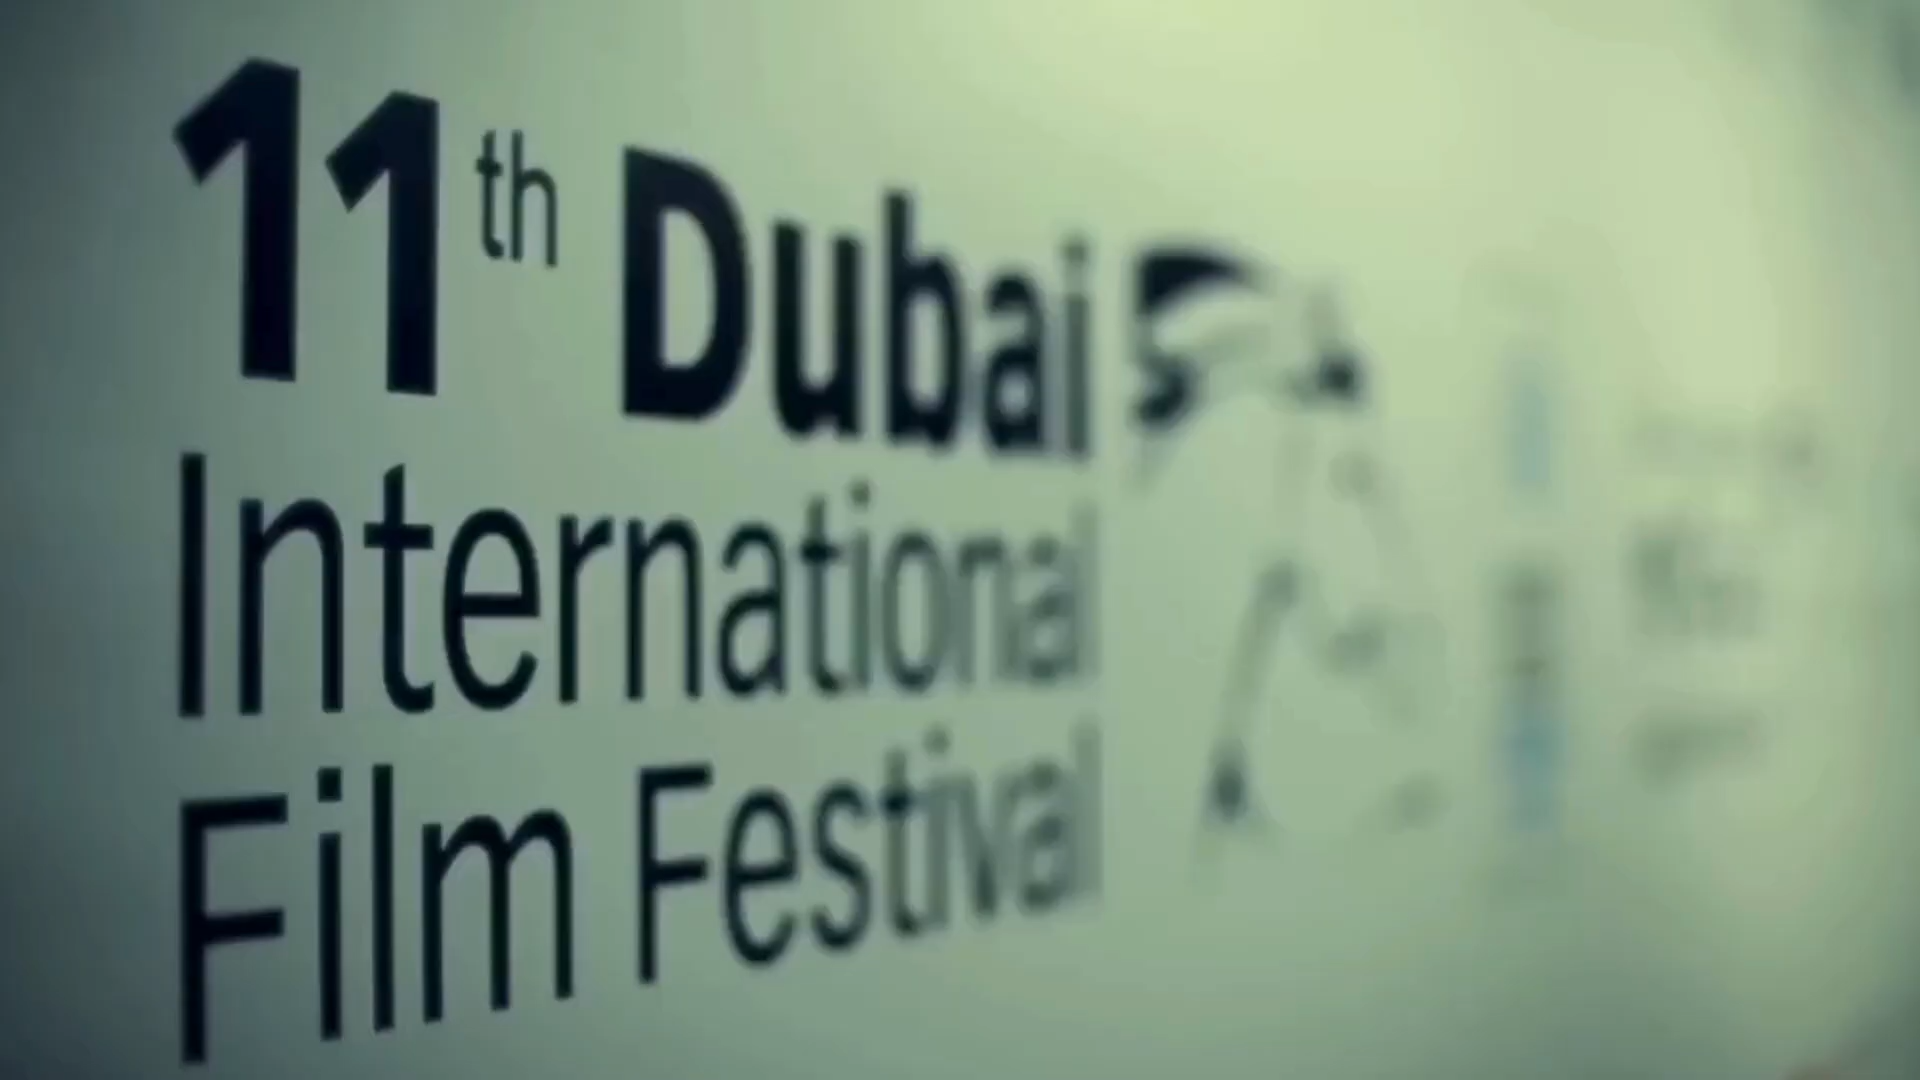 11th Dubai
International
Film Festival